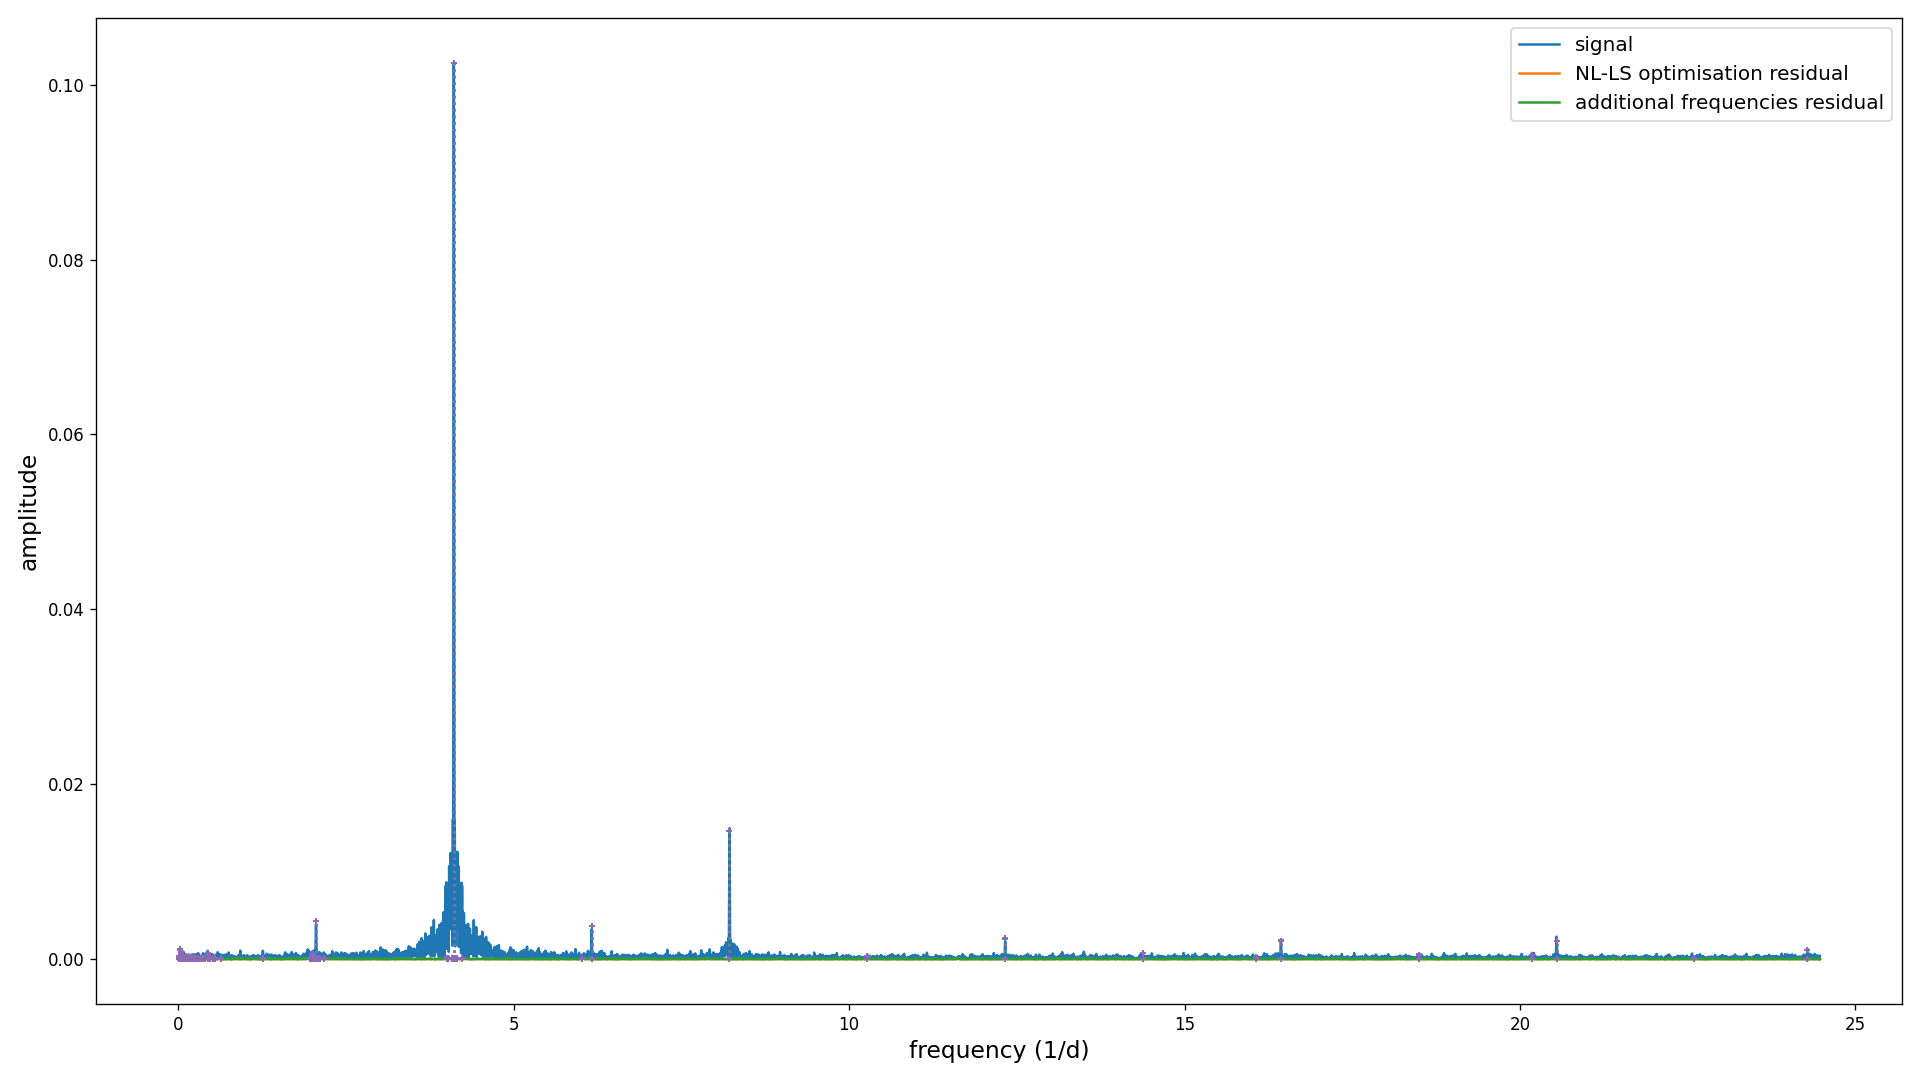 signal
NL-LS optimisation residual
additional frequencies residual
0.10
0.08
0.06
0.04
0.02
0.00
amplitude
0 5 10 15 20 25
frequency (1/d)